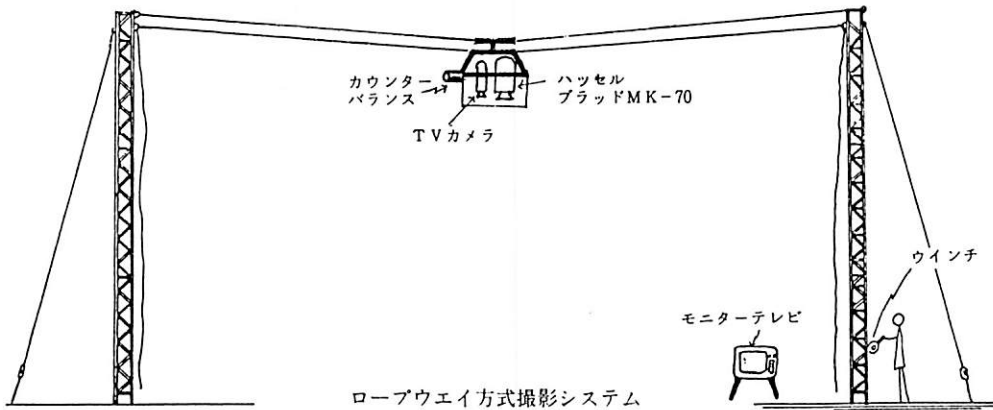 カウンター
バランス
ハッセル
ブラッドMK-70
TVカメラ
ウインチ
モニターテレビ
ロープウエイ方式撮影システム